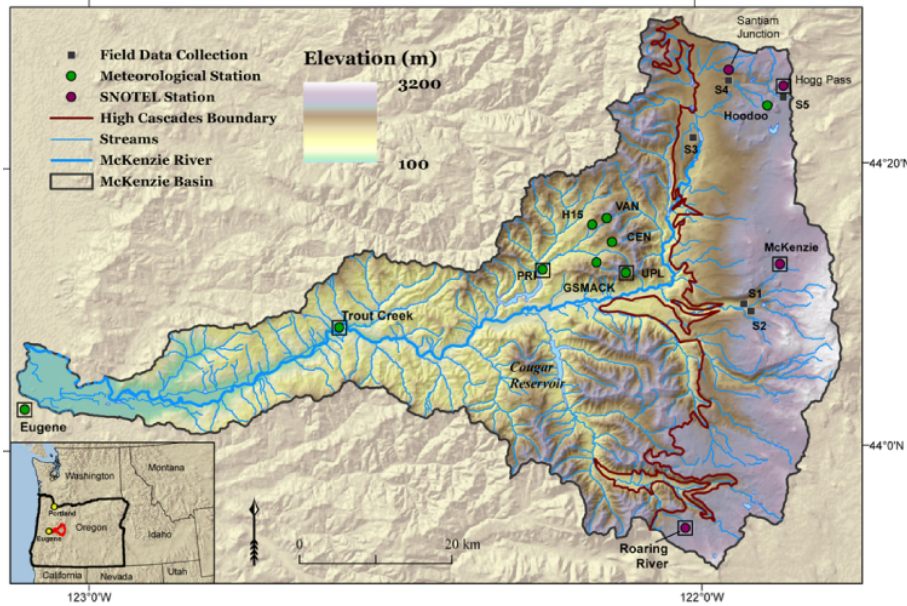 Field Data Collection
Meteorological Station
SNOTEL Station
High Cascades Boundary
Streams
McKenzie River
McKenzie Basin
Elevation (m)
3200
100
Santiam
Junction
Hogg Pass
S4
S5
Hoodoo
S3
44°20'N
VAN
H15
CEN
McKenzie
PRI
UPL
GSMACK
S1
S2
Trout Creek
Cougar
Reservoir
Eugene
44°0'N
Washington
Montana
Portland
Oregon
Eugene
Idaho
California
Nevada
Utah
0
20 km
Roaring
River
123°0'W
122°0'W